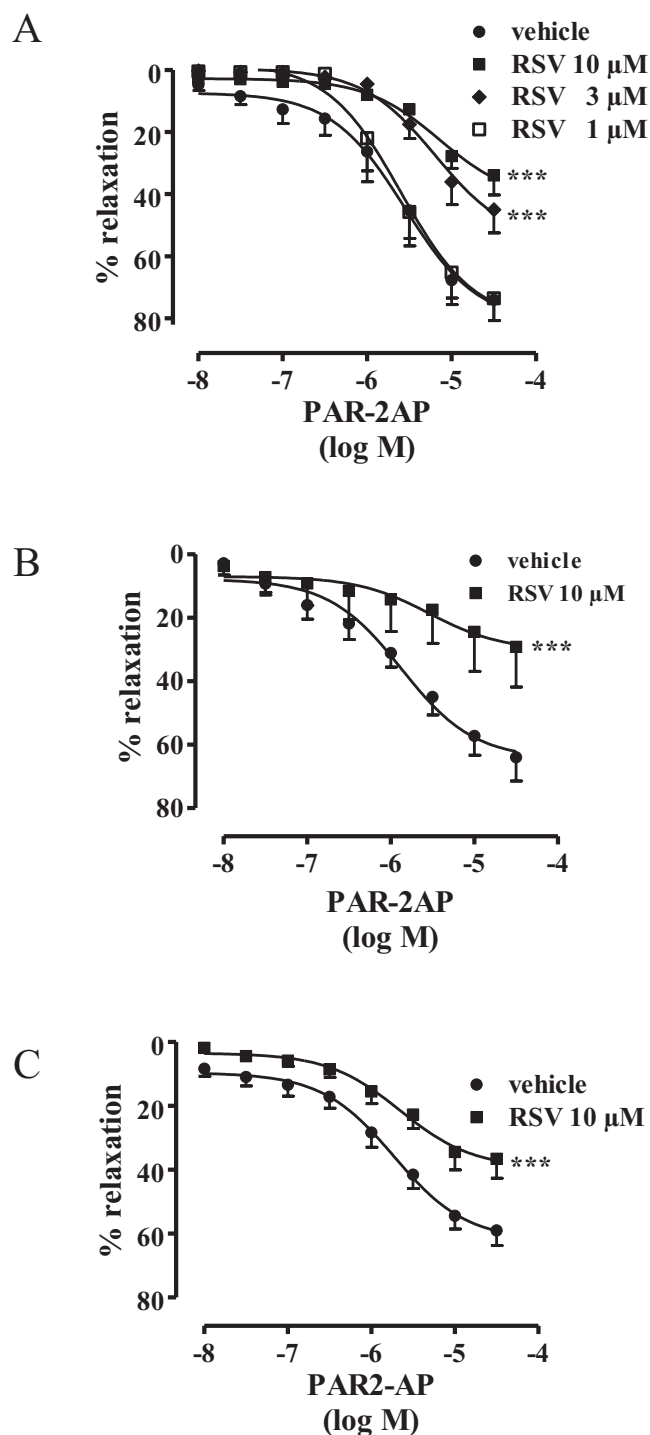 A
vehicle
RSV 10 µM
RSV 3 µM
RSV 1 µM
0
20
40
60
80
% relaxation
***
***
-8 -7 -6 -5 -4
PAR-2AP
(log M)
B
vehicle
RSV 10 µM
0
20
40
60
80
% relaxation
***
-8 -7 -6 -5 -4
PAR-2AP
(log M)
C
vehicle
RSV 10 µM
0
20
40
60
80
% relaxation
***
-8 -7 -6 -5 -4
PAR2-AP
(log M)